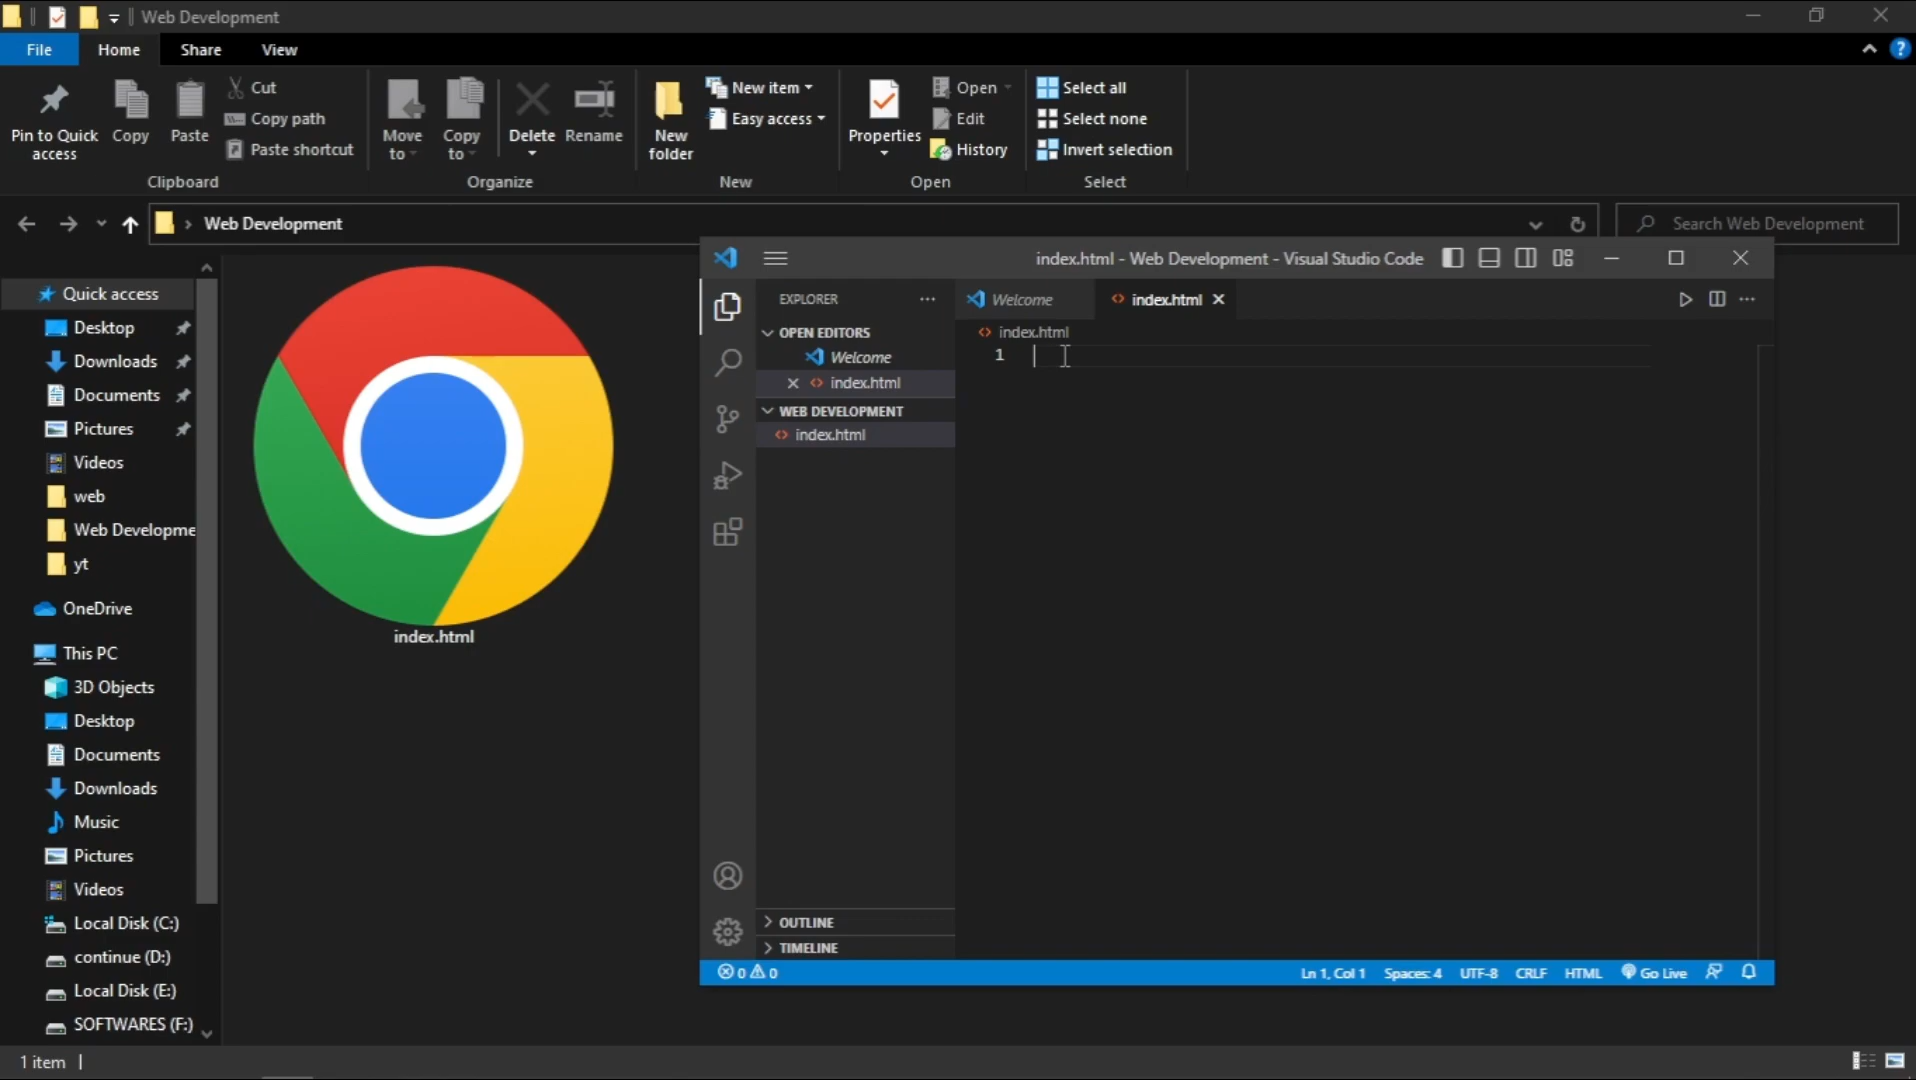 Web Development
File Home Share View
Pin to Quick access
Copy
Paste
Cut
Copy path
Paste shortcut
Clipboard
Move to
Copy to
Delete
Rename
Organize
New folder
New item
Easy access
New
Properties
Open
Edit
History
Open
Select all
Select none
Invert selection
Select
Web Development
Search Web Development
Quick access
Desktop
Downloads
Documents
Pictures
Videos
web
Web Developme
yt
OneDrive
This PC
3D Objects
Desktop
Documents
Downloads
Music
Pictures
Videos
Local Disk (C:)
continue (D:)
Local Disk (E:)
SOFTWARES (F:)
index.html
index.html - Web Development - Visual Studio Code
EXPLORER
OPEN EDITORS
Welcome
index.html
WEB DEVELOPMENT
index.html
OUTLINE
TIMELINE
Welcome index.html
index.html
1
0 0 Ln 1, Col 1 Spaces: 4 UTF-8 CRLF HTML Go Live
1 item